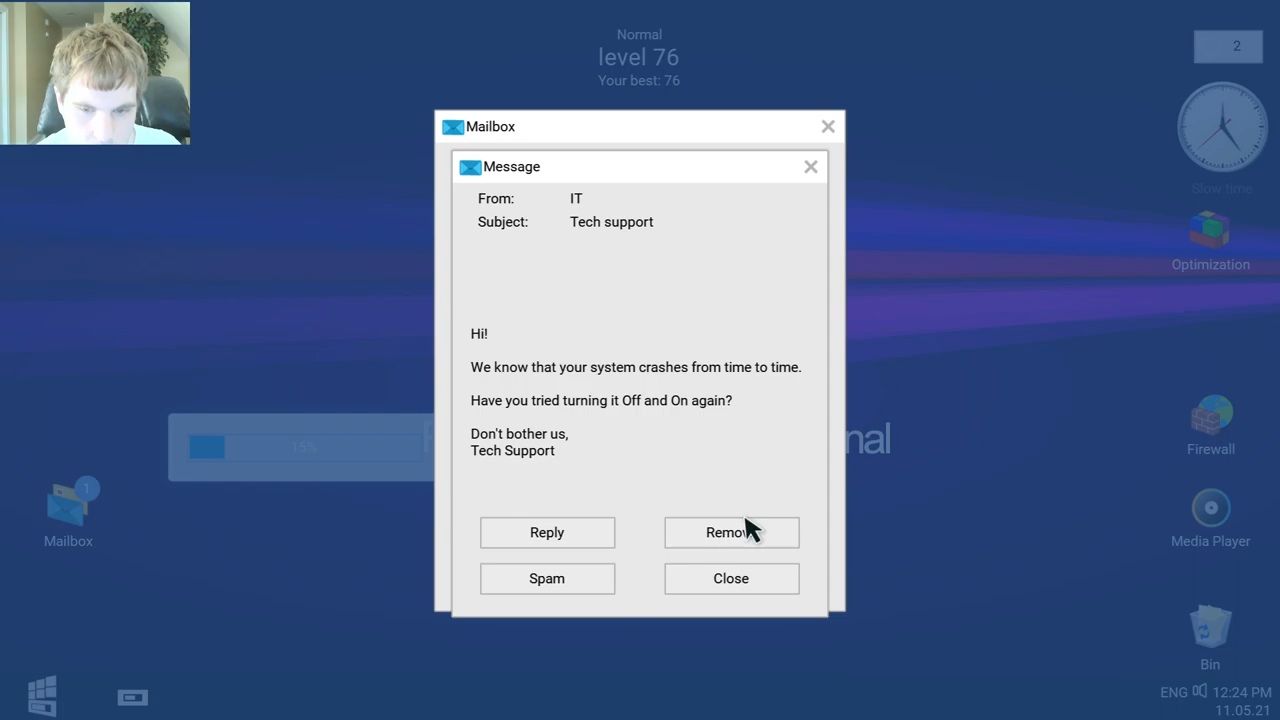 Normal
level 76
Your best: 76
2
Slow time
Optimization
Mailbox
Message
From: IT
Subject: Tech support
Hi!
We know that your system crashes from time to time.
Have you tried turning it Off and On again?
Don't bother us,
Tech Support
Reply
Spam
Close
15%
nal
1
Mailbox
Firewall
Media Player
Bin
ENG 12:24 PM
11.05.21